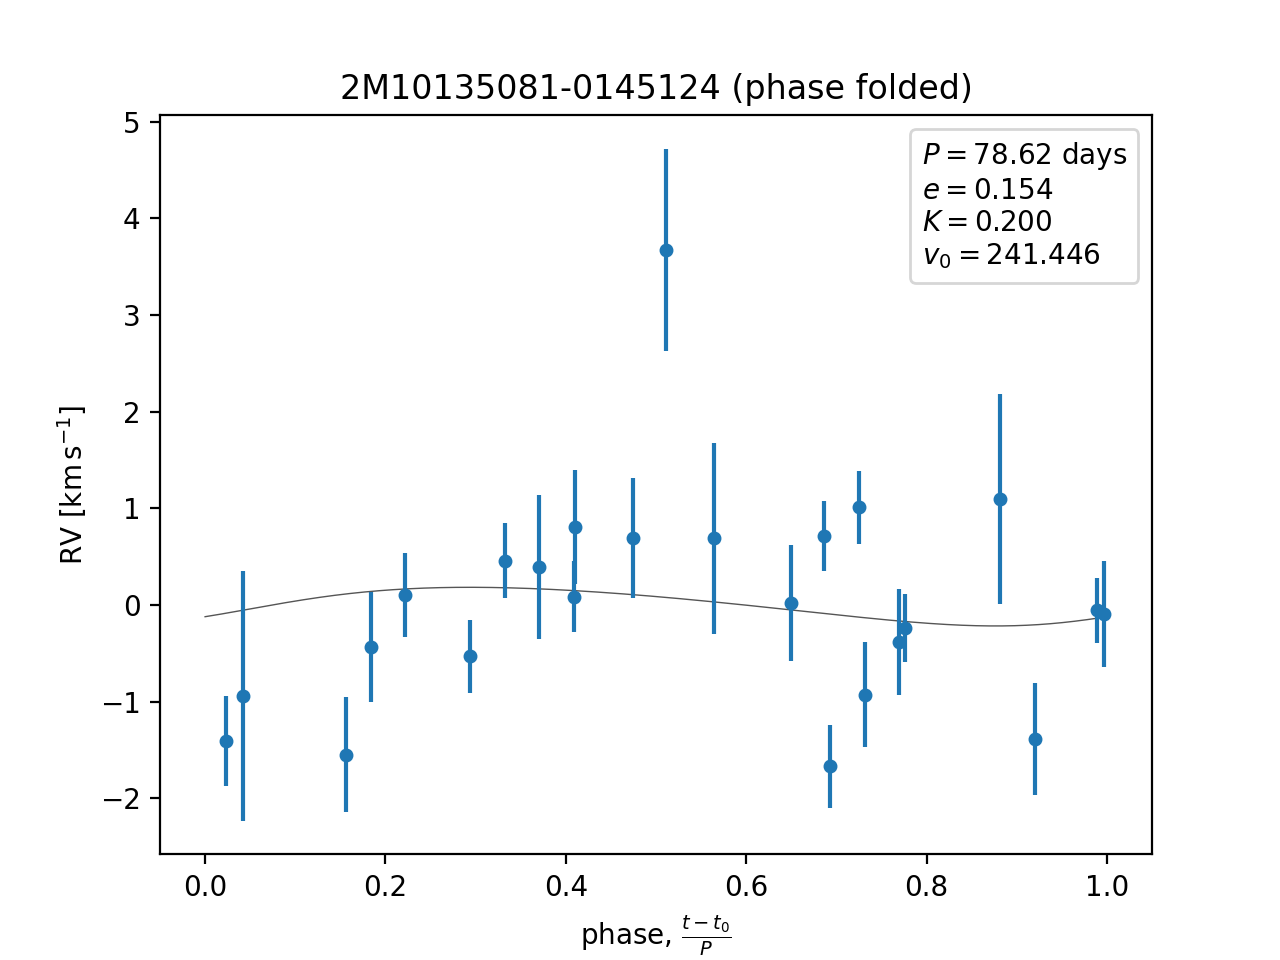 2M10135081-0145124 (phase folded)
P = 78.62 days
e = 0.154
K = 0.200
v₀ = 241.446
5
4
3
2
1
0
−1
−2
RV [km s⁻¹]
0.0 0.2 0.4 0.6 0.8 1.0
phase, (t − t₀)/P